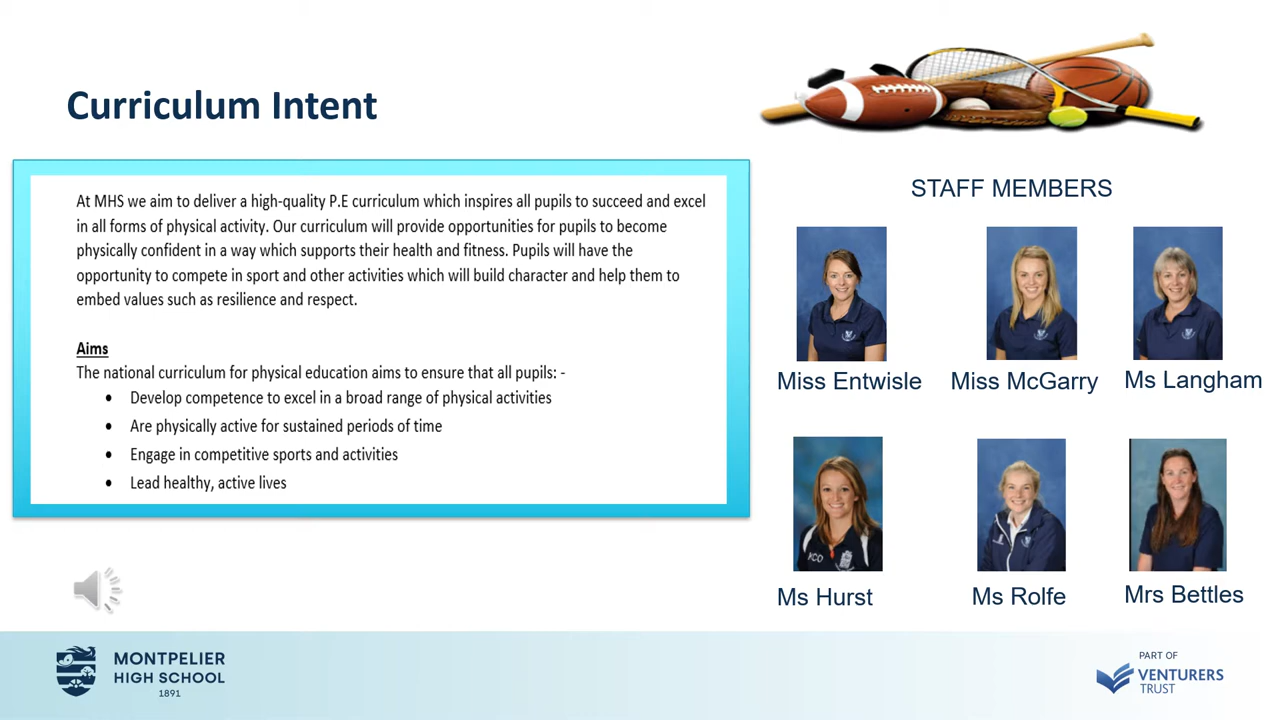 Curriculum Intent
At MHS we aim to deliver a high-quality P.E curriculum which inspires all pupils to succeed and excel
in all forms of physical activity. Our curriculum will provide opportunities for pupils to become
physically confident in a way which supports their health and fitness. Pupils will have the
opportunity to compete in sport and other activities which will build character and help them to
embed values such as resilience and respect.
Aims
The national curriculum for physical education aims to ensure that all pupils: -
• Develop competence to excel in a broad range of physical activities
• Are physically active for sustained periods of time
• Engage in competitive sports and activities
• Lead healthy, active lives
STAFF MEMBERS
Miss Entwisle
Miss McGarry
Ms Langham
Ms Hurst
Ms Rolfe
Mrs Bettles
MONTPELIER
HIGH SCHOOL
1891
PART OF
VENTURERS
TRUST